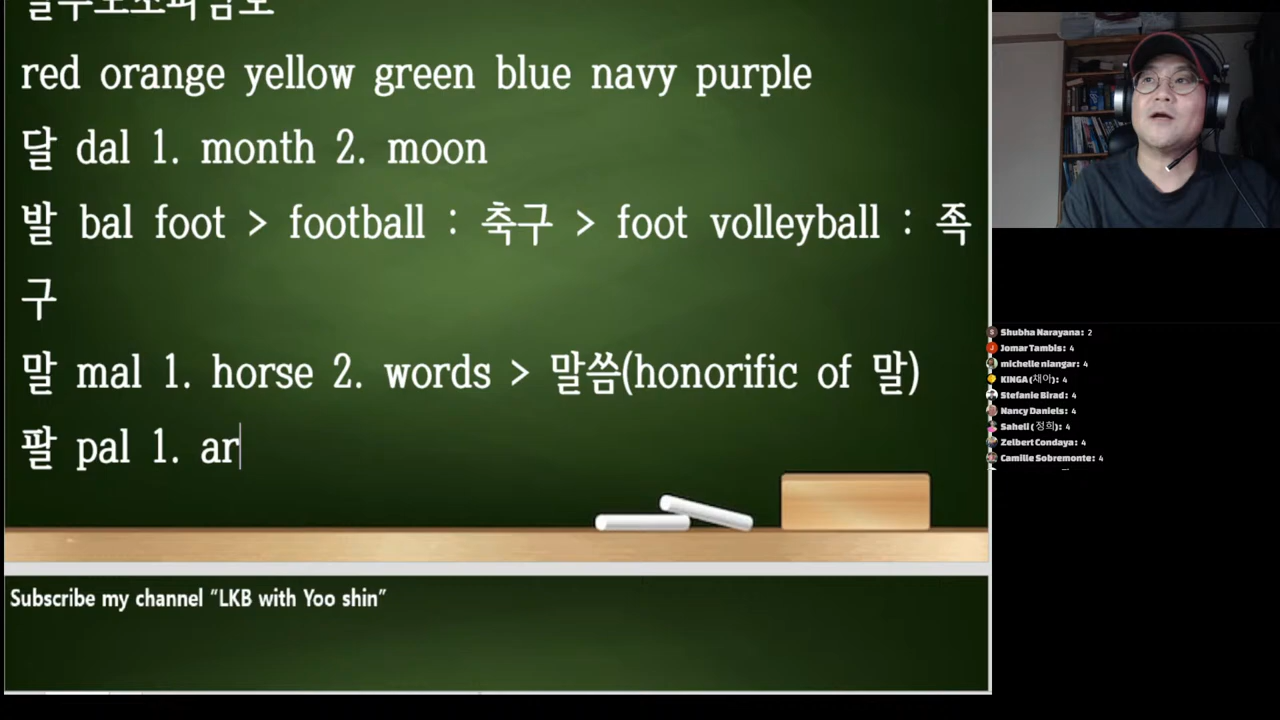 red orange yellow green blue navy purple
달 dal 1. month 2. moon
발 bal foot > football : 축구 > foot volleyball : 족
구
말 mal 1. horse 2. words > 말씀(honorific of 말)
팔 pal 1. ar
Subscribe my channel "LKB with Yoo shin"
Shubha Narayana: 2
Jomar Tambis: 4
michelle niangar: 4
KINGA (채아): 4
Stefanie Birad: 4
Nancy Daniels: 4
Saheli ( 정희): 4
Zelbert Condaya: 4
Camille Sobremonte: 4